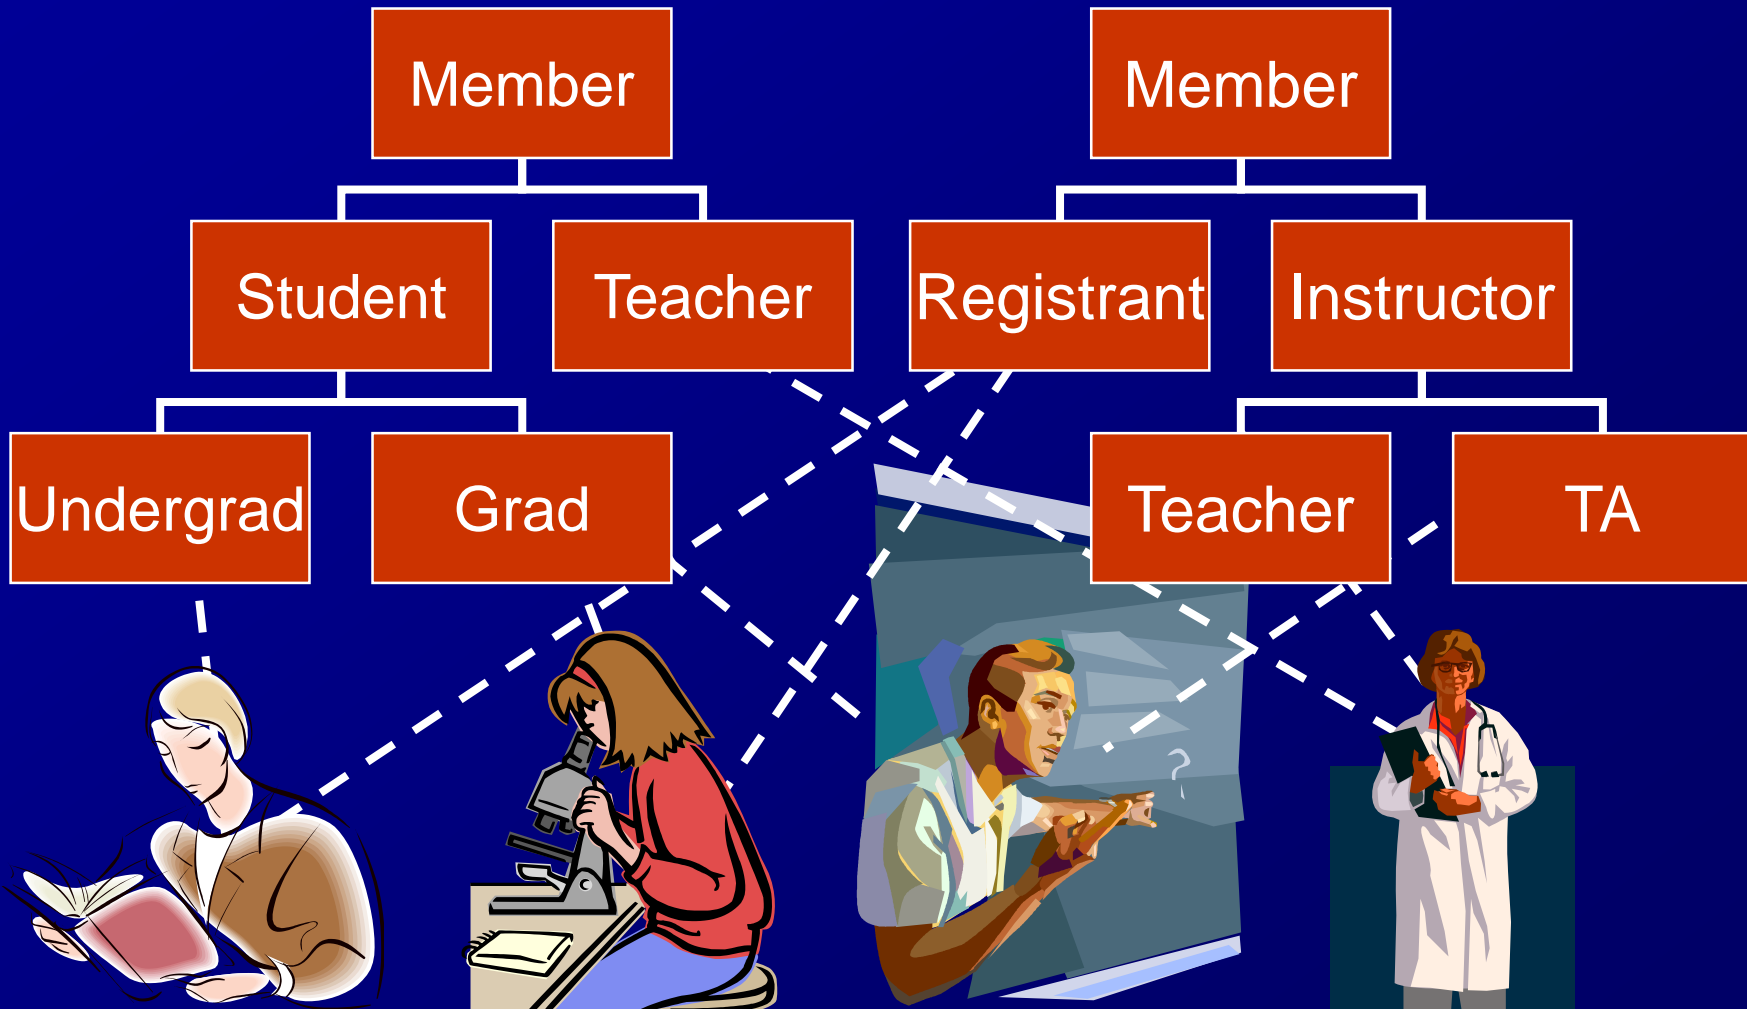 Member
Member
Student
Teacher
Registrant
Instructor
Undergrad
Grad
Teacher
TA
?